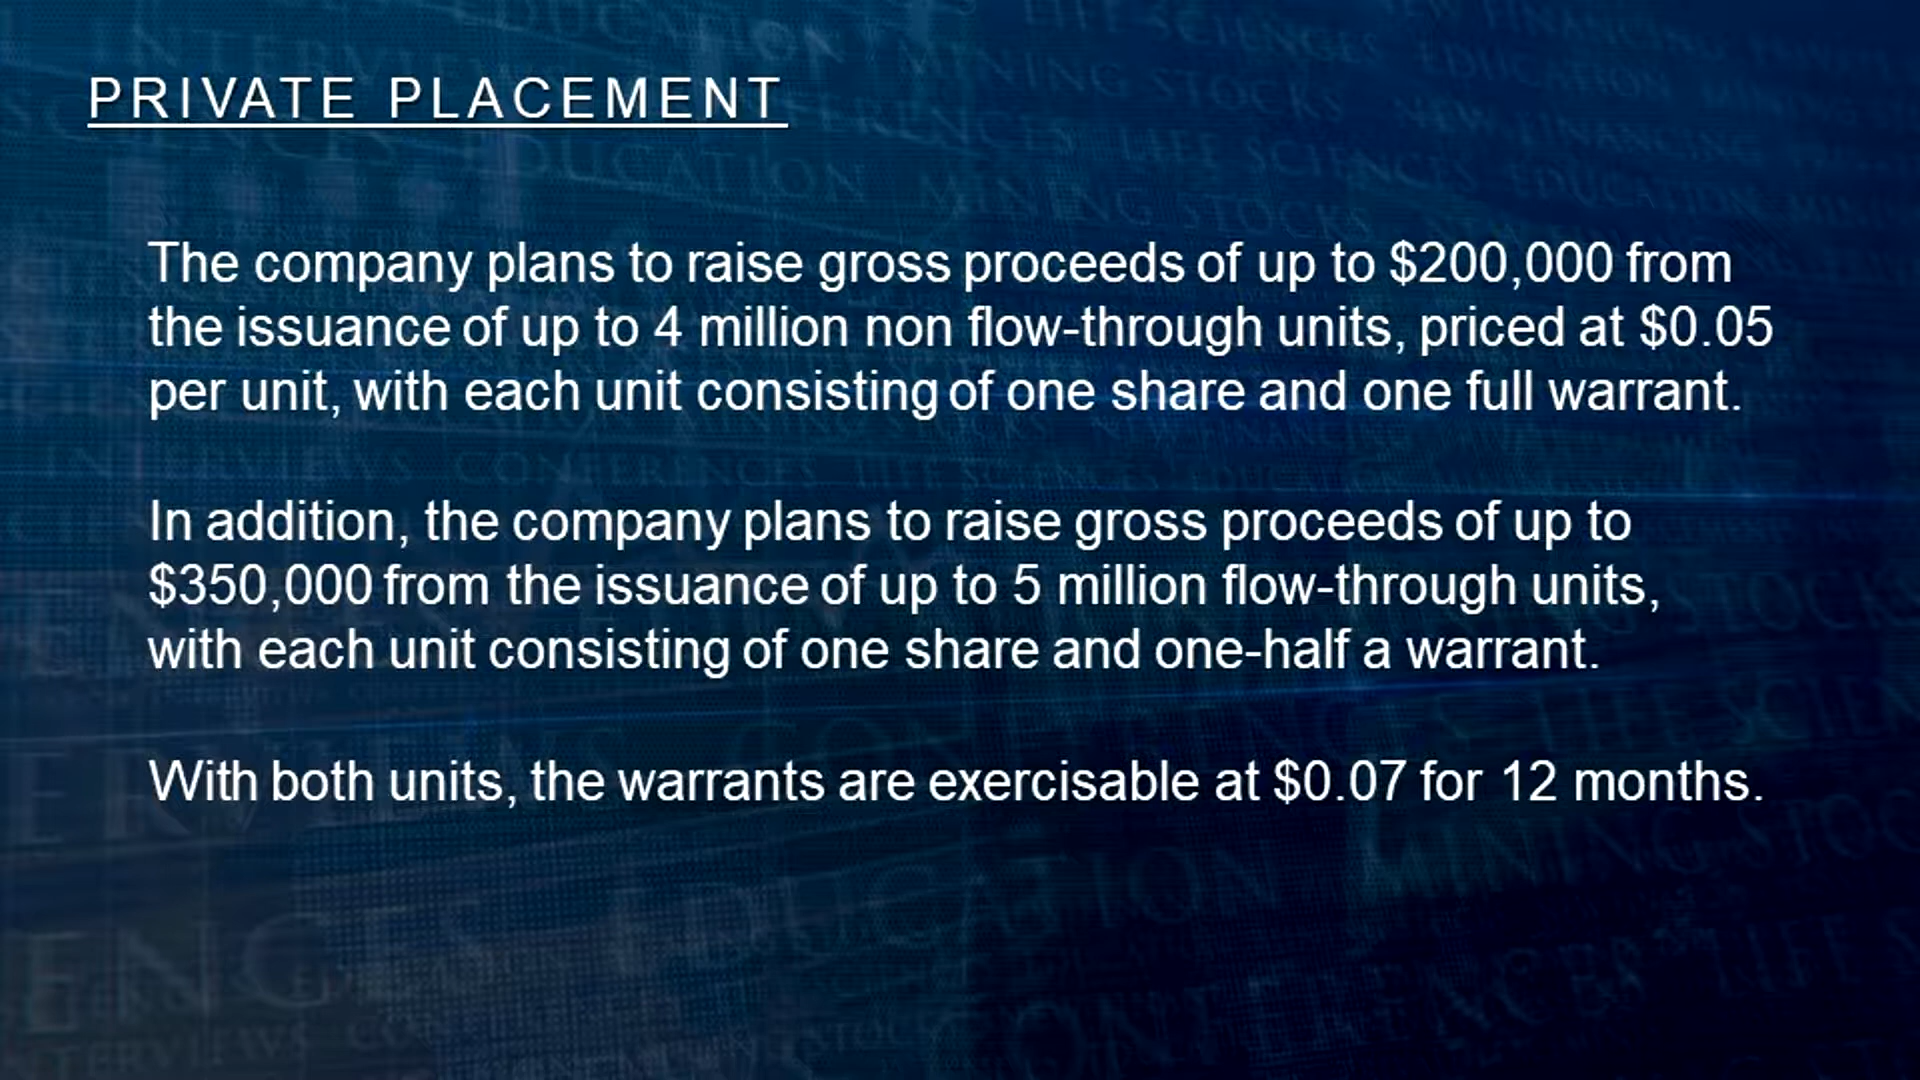 PRIVATE PLACEMENT
The company plans to raise gross proceeds of up to $200,000 from
the issuance of up to 4 million non flow-through units, priced at $0.05
per unit, with each unit consisting of one share and one full warrant.
In addition, the company plans to raise gross proceeds of up to
$350,000 from the issuance of up to 5 million flow-through units,
with each unit consisting of one share and one-half a warrant.
With both units, the warrants are exercisable at $0.07 for 12 months.